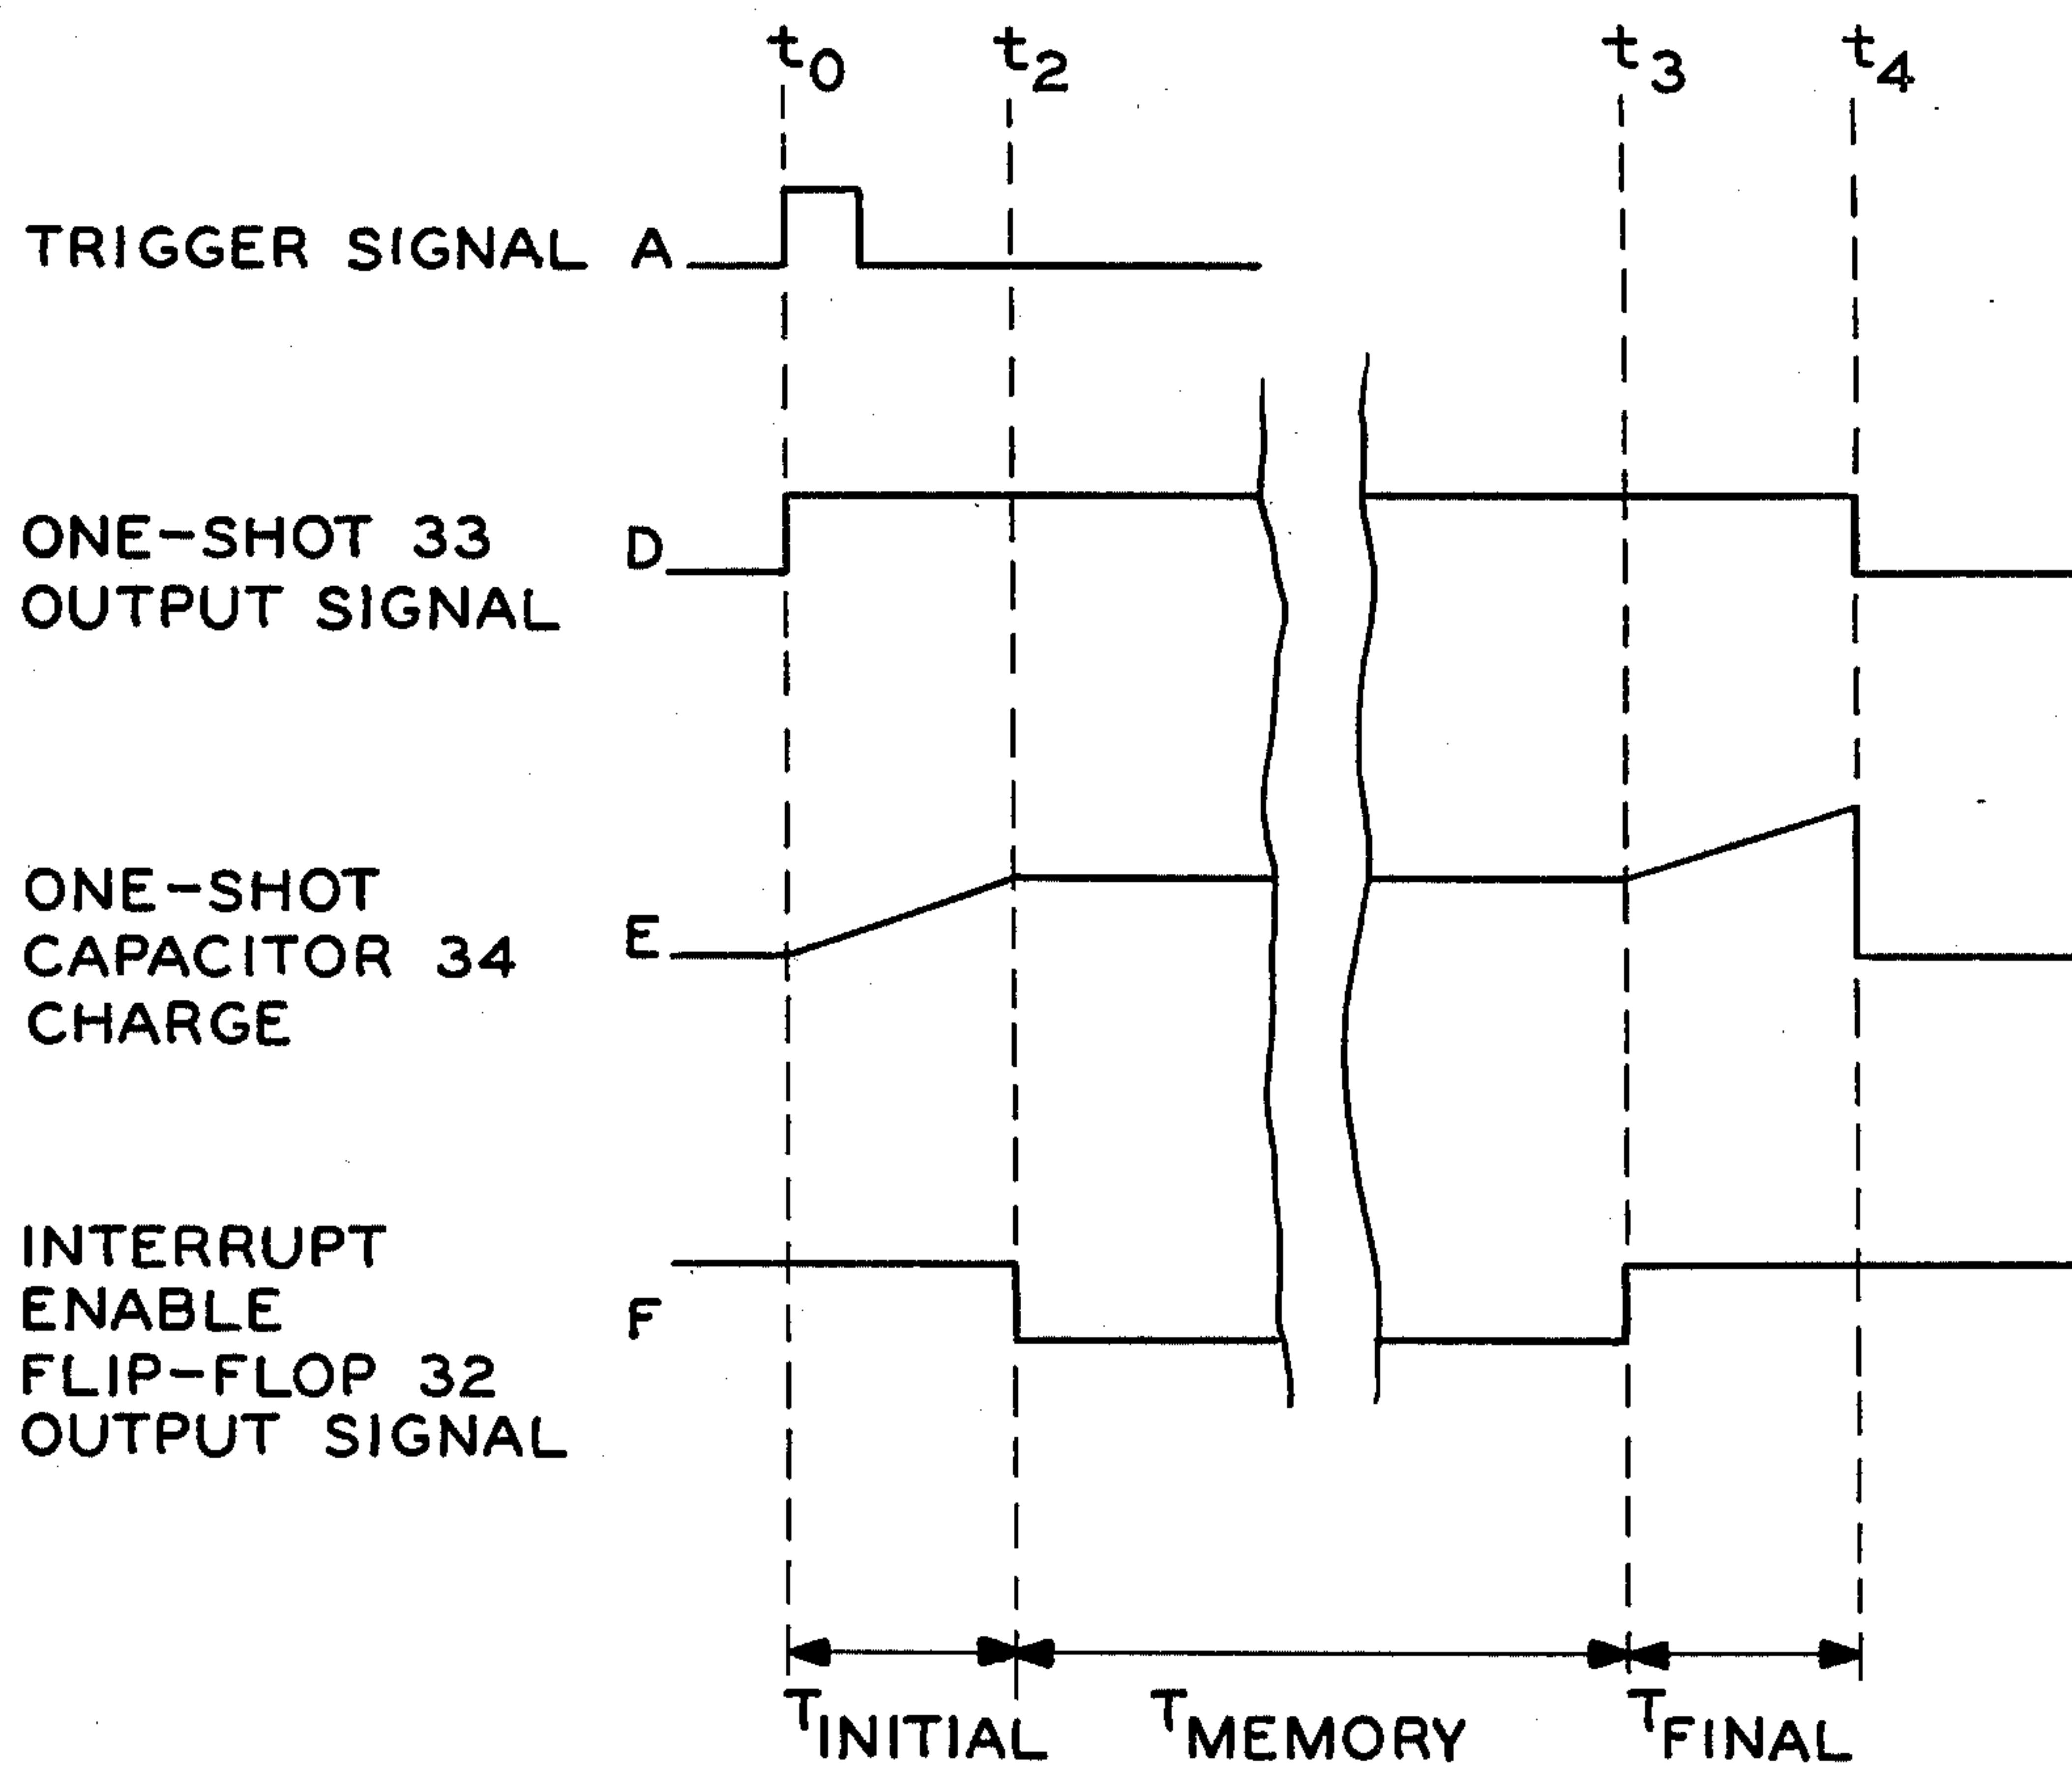 t0 t2 t3 t4
TRIGGER SIGNAL A
ONE-SHOT 33
OUTPUT SIGNAL
D
ONE-SHOT
CAPACITOR 34
CHARGE
E
INTERRUPT
ENABLE
FLIP-FLOP 32
OUTPUT SIGNAL
F
TINITIAL TMEMORY TFINAL